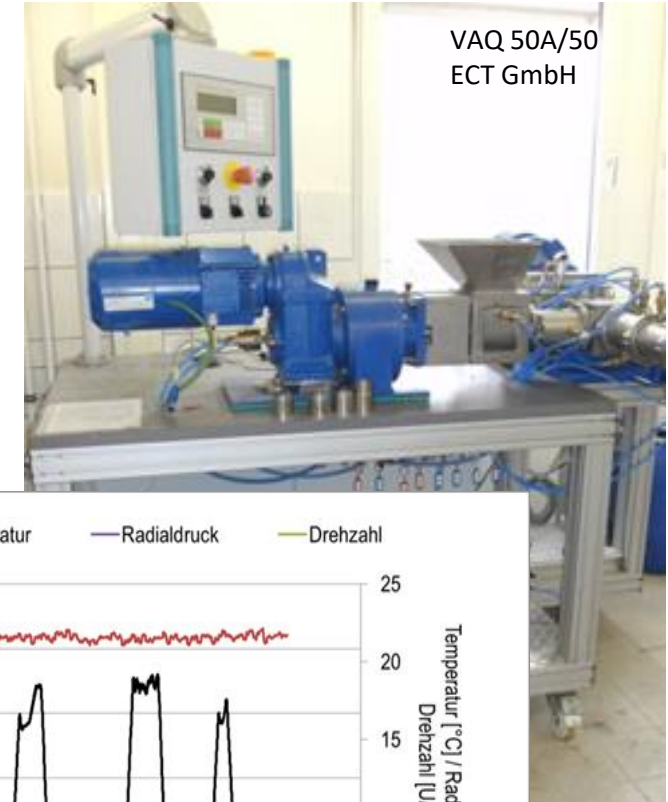 VAQ 50A/50
ECT GmbH
atur
Radialdruck
Drehzahl
25
20
15
Temperatur [°C] / Rad
Drehzahl [U